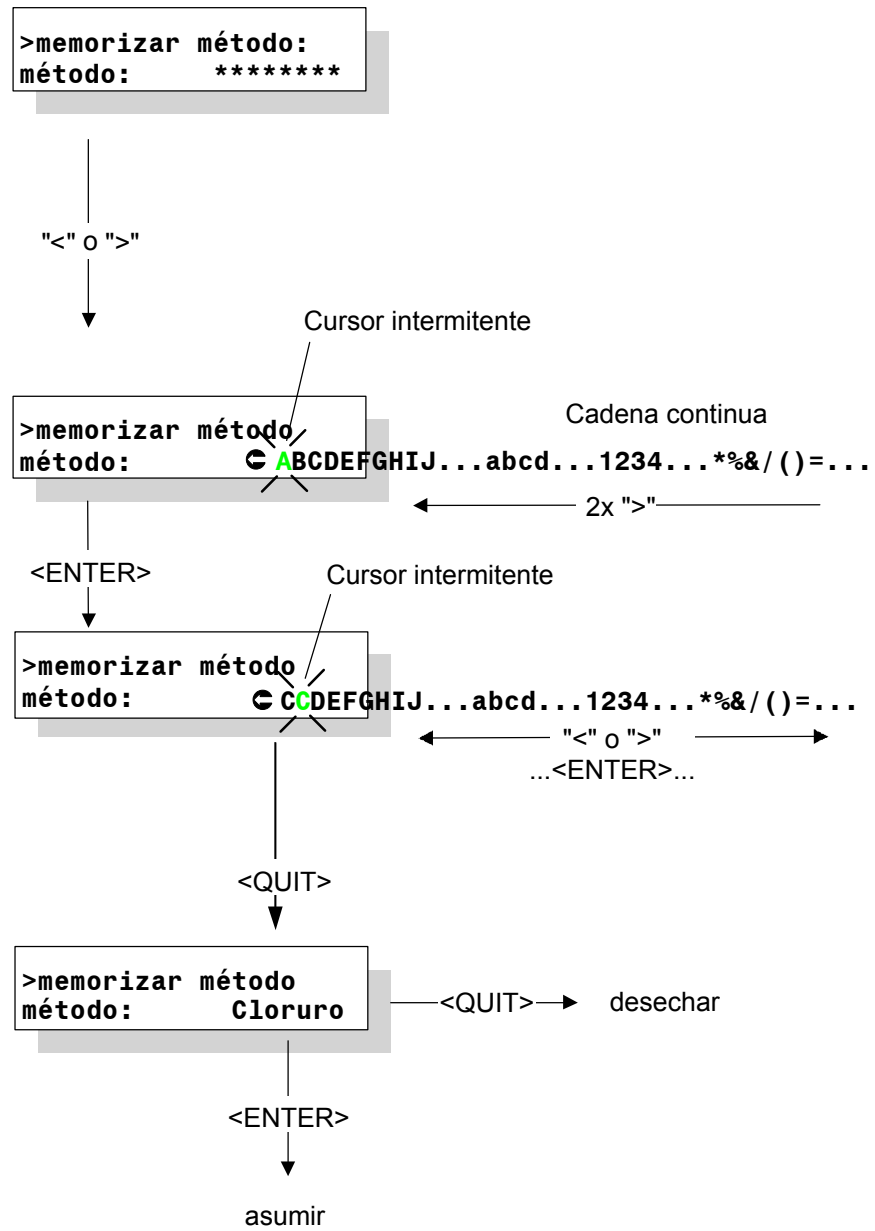 >memorizar método:
método: ********
"<" o ">"
Cursor intermitente
>memorizar método
Cadena continua
método: ABCDEFGHIJ...abcd...1234...*%&/()=...
2x ">"
<ENTER>
Cursor intermitente
>memorizar método
método: CCDEFGHIJ...abcd...1234...*%&/()=...
"<" o ">"
...<ENTER>...
<QUIT>
>memorizar método
método: Cloruro
<QUIT> desechar
<ENTER>
asumir